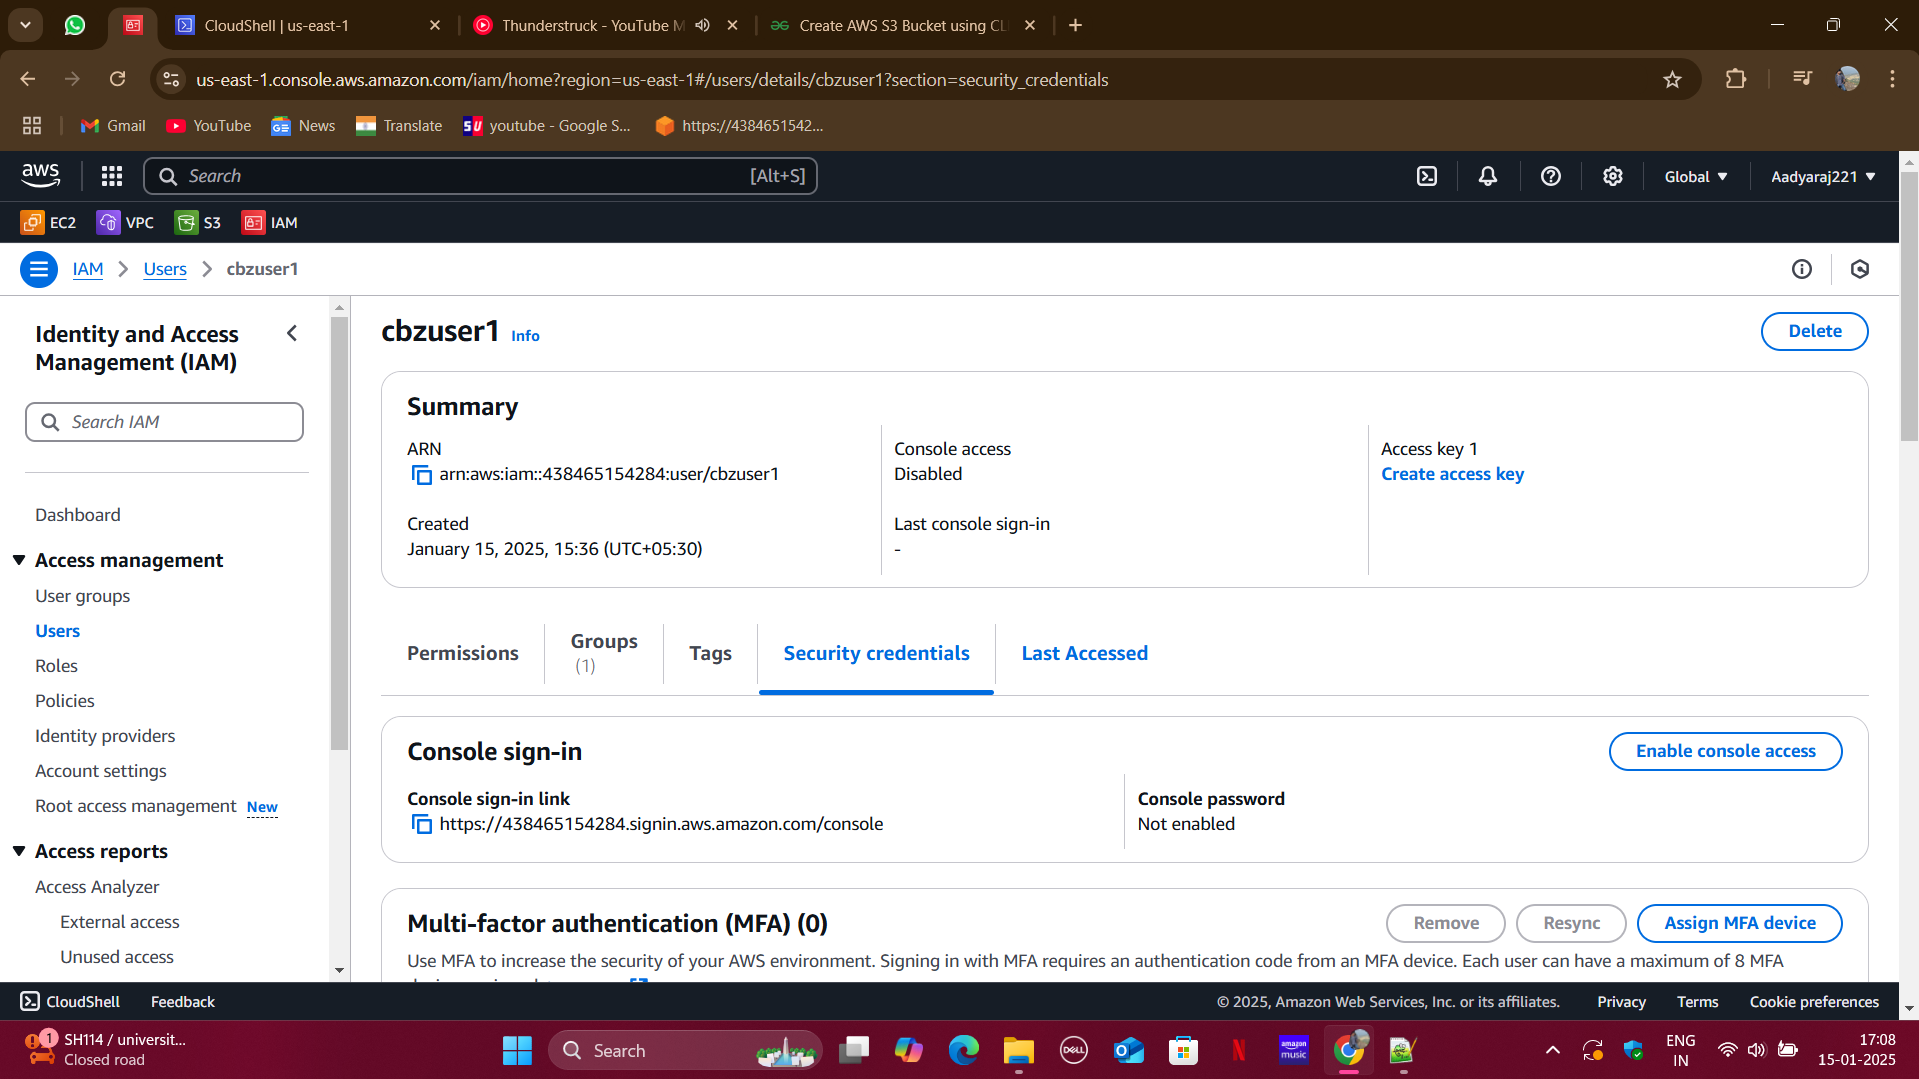 CloudShell | us-east-1
Thunderstruck - YouTube M
Create AWS S3 Bucket using CL
us-east-1.console.aws.amazon.com/iam/home?region=us-east-1#/users/details/cbzuser1?section=security_credentials
Gmail
YouTube
News
Translate
youtube - Google S...
https://4384651542...
aws
Search
[Alt+S]
Global
Aadyaraj221
EC2
VPC
S3
IAM
IAM
Users
cbzuser1
Identity and Access
Management (IAM)
Search IAM
Dashboard
Access management
User groups
Users
Roles
Policies
Identity providers
Account settings
Root access management New
Access reports
Access Analyzer
External access
Unused access
cbzuser1 Info
Delete
Summary
ARN
arn:aws:iam::438465154284:user/cbzuser1
Created
January 15, 2025, 15:36 (UTC+05:30)
Console access
Disabled
Last console sign-in
-
Access key 1
Create access key
Permissions
Groups
(1)
Tags
Security credentials
Last Accessed
Console sign-in
Enable console access
Console sign-in link
https://438465154284.signin.aws.amazon.com/console
Console password
Not enabled
Multi-factor authentication (MFA) (0)
Remove
Resync
Assign MFA device
Use MFA to increase the security of your AWS environment. Signing in with MFA requires an authentication code from an MFA device. Each user can have a maximum of 8 MFA
CloudShell
Feedback
© 2025, Amazon Web Services, Inc. or its affiliates.
Privacy
Terms
Cookie preferences
1
SH114 / universit...
Closed road
Search
DELL
amazon
music
ENG
IN
17:08
15-01-2025